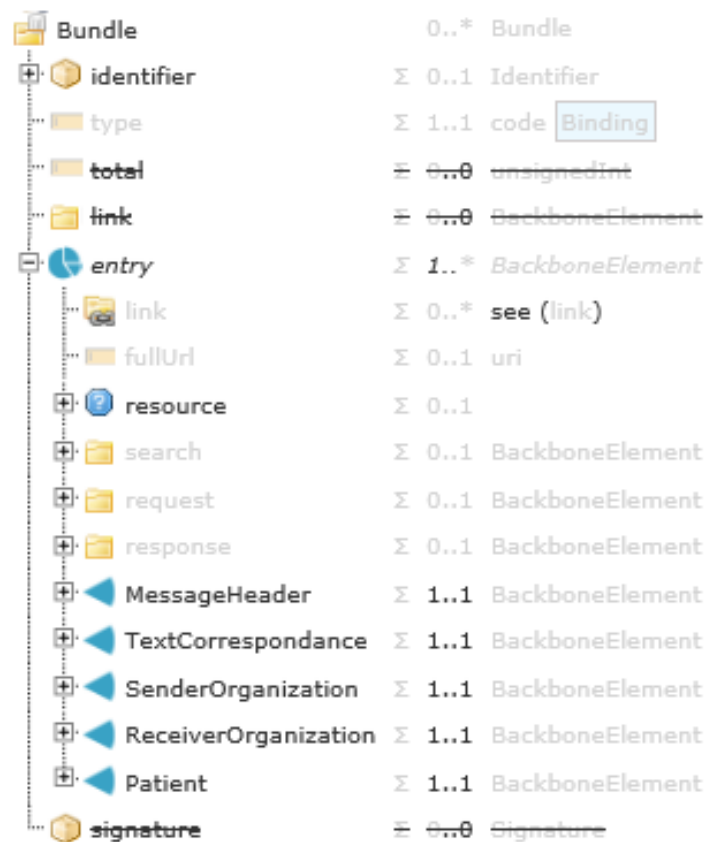 Bundle 0..* Bundle
identifier Σ 0..1 Identifier
type Σ 1..1 code Binding
total Σ 0..0 unsignedInt
link Σ 0..0 BackboneElement
entry Σ 1..* BackboneElement
link Σ 0..* see (link)
fullUrl Σ 0..1 uri
resource Σ 0..1
search Σ 0..1 BackboneElement
request Σ 0..1 BackboneElement
response Σ 0..1 BackboneElement
MessageHeader Σ 1..1 BackboneElement
TextCorrespondance Σ 1..1 BackboneElement
SenderOrganization Σ 1..1 BackboneElement
ReceiverOrganization Σ 1..1 BackboneElement
Patient Σ 1..1 BackboneElement
signature Σ 0..0 Signature